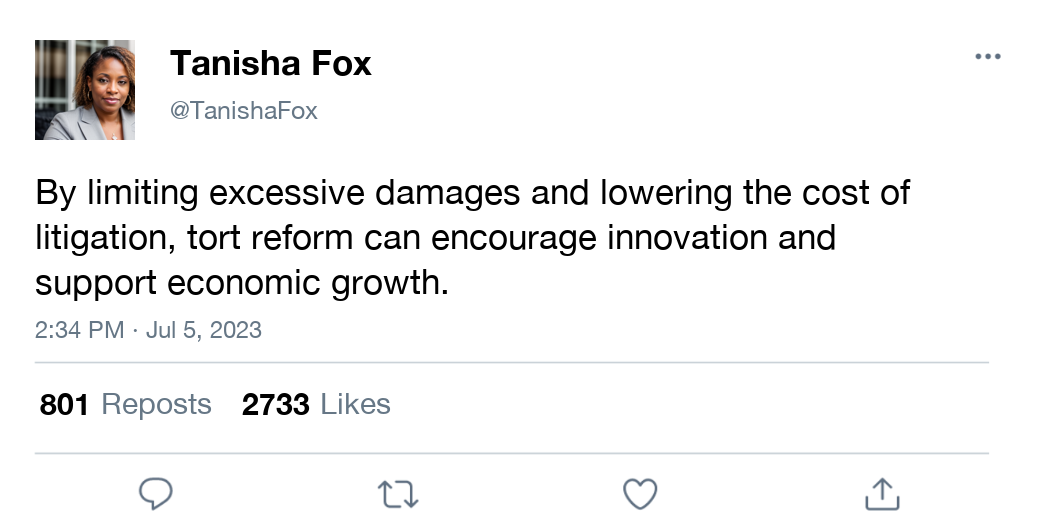 Tanisha Fox
@TanishaFox
By limiting excessive damages and lowering the cost of
litigation, tort reform can encourage innovation and
support economic growth.
2:34 PM · Jul 5, 2023
801 Reposts 2733 Likes